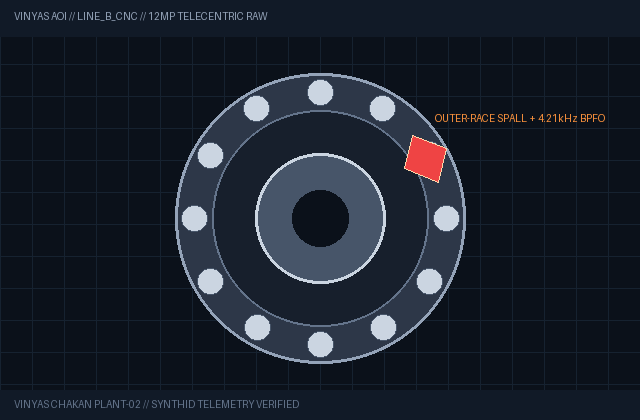 VINYAS AOI // LINE_B_CNC // 12MP TELECENTRIC RAW
OUTER-RACE SPALL + 4.21kHz BPFO
VINYAS CHAKAN PLANT-02 // SYNTHID TELEMETRY VERIFIED